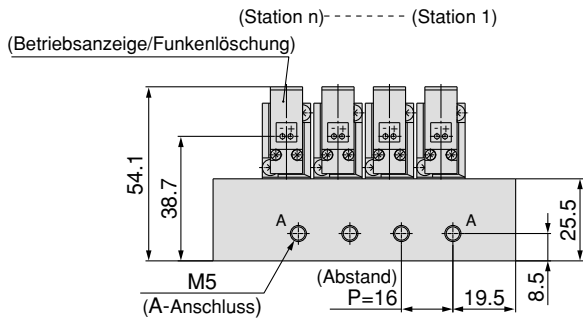 (Station n) (Station 1)
(Betriebsanzeige/Funkenlöschung)
- + - + - + - +
54.1
38.7
A A
25.5
8.5
M5
(A-Anschluss)
(Abstand)
P=16
19.5